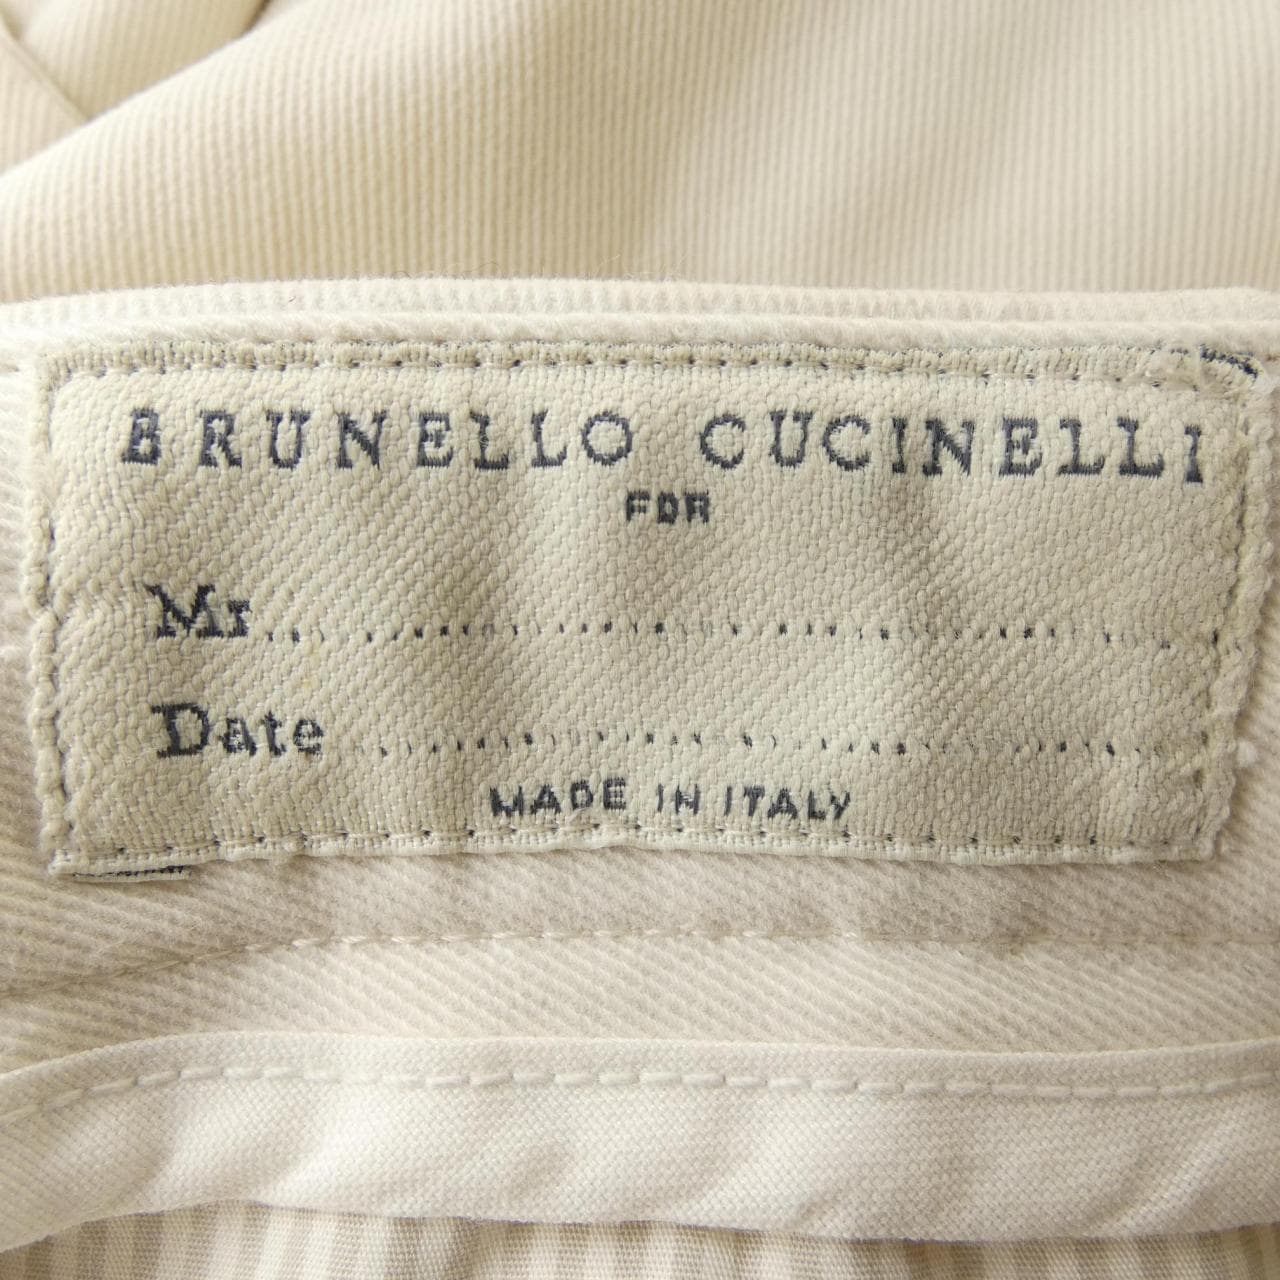 BRUNELLO CUCINELLI
FOR
Mr..............................
Date ..............................
MADE IN ITALY